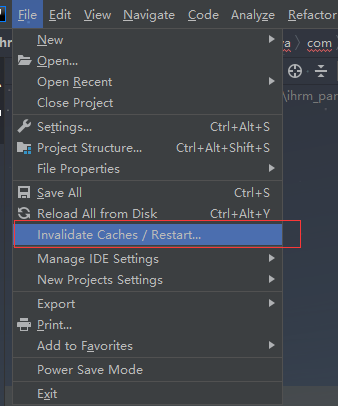 File Edit View Navigate Code Analyze Refactor
ihr
va com
New
Open...
Open Recent
Close Project
\ihrm_par
Settings... Ctrl+Alt+S
Project Structure... Ctrl+Alt+Shift+S
File Properties
Save All Ctrl+S
Reload All from Disk Ctrl+Alt+Y
Invalidate Caches / Restart...
Manage IDE Settings
New Projects Settings
Export
Print...
Add to Favorites
Power Save Mode
Exit